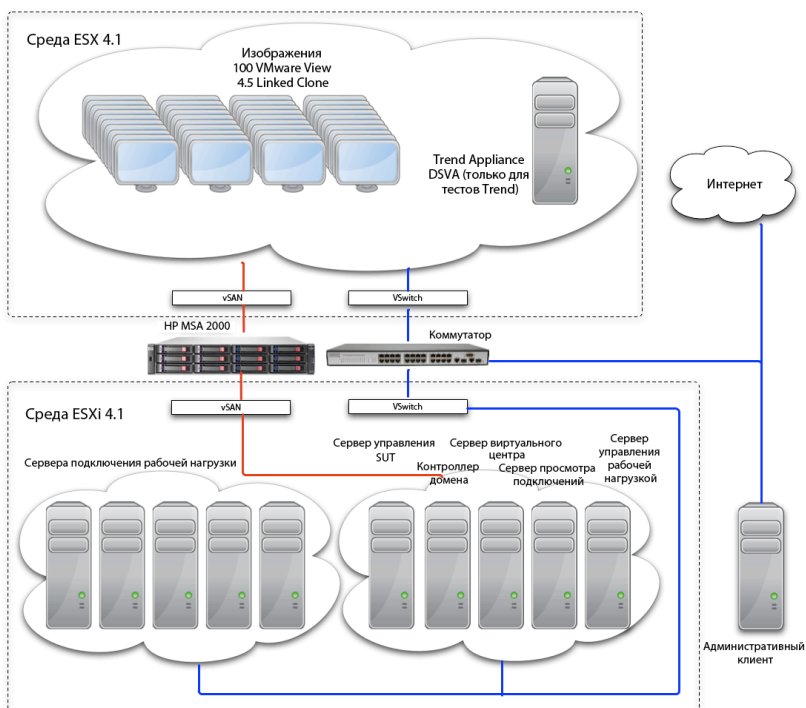 Среда ESX 4.1
Изображения
100 VMware View
4.5 Linked Clone
Trend Appliance
DSVA (только для
тестов Trend)
Интернет
vSAN
VSwitch
HP MSA 2000
Коммутатор
vSAN
VSwitch
Среда ESXi 4.1
Сервера подключения рабочей нагрузки
Сервер управления
SUT
Контроллер
домена
Сервер виртуального
центра
Сервер просмотра
подключений
Сервер
управления
рабочей
нагрузкой
Административный
клиент